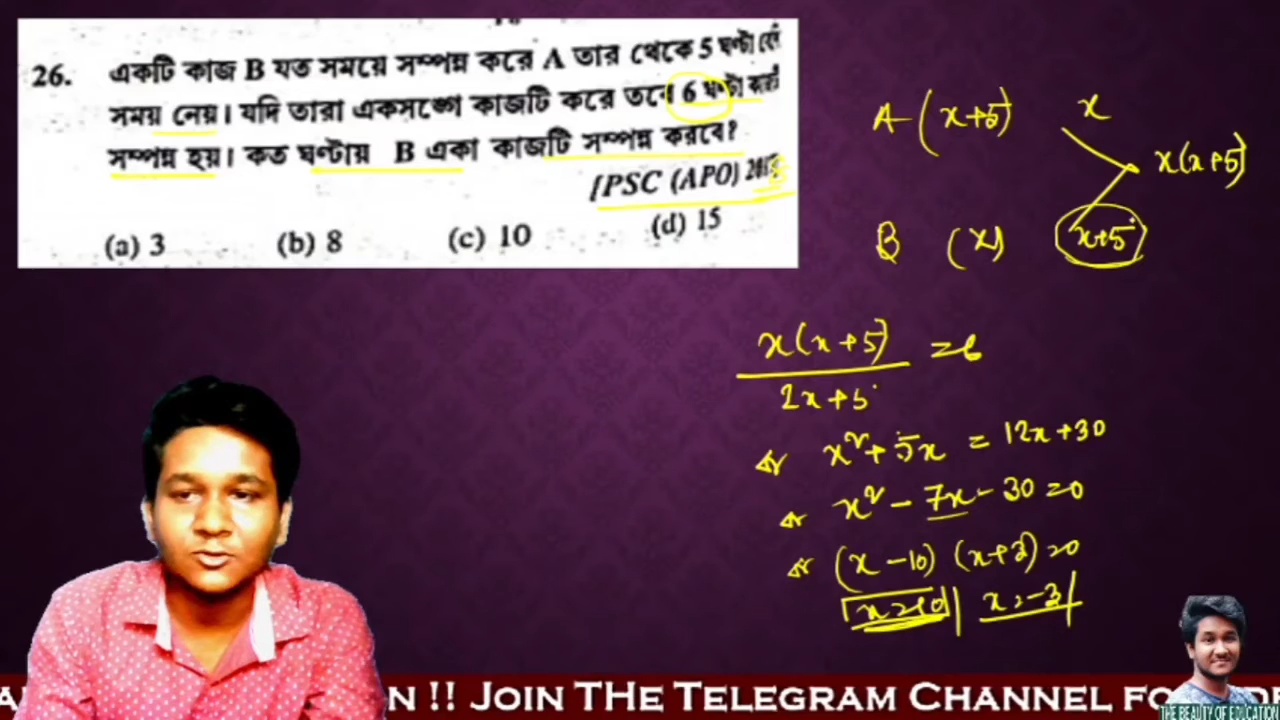 26. একটি কাজ B যত সময়ে সম্পন্ন করে A তার থেকে 5 ঘণ্টা
সময় নেয়। যদি তারা একসঙ্গে কাজটি করে তবে 6 ঘণ্টা
সম্পন্ন হয়। কত ঘণ্টায় B একা কাজটি সম্পন্ন করবে?
[PSC (APO)
(a) 3 (b) 8 (c) 10 (d) 15
A (x+5) x
x(x+5)
B (x) x+5
x(x+5)
2x+5 =6
x²+5x = 12x+30
x² - 7x - 30 =0
(x-10) (x+3)=0
x=10 | x=-3
N !! JOIN THE TELEGRAM CHANNEL FO
THE BEAUTY OF EDUCATION